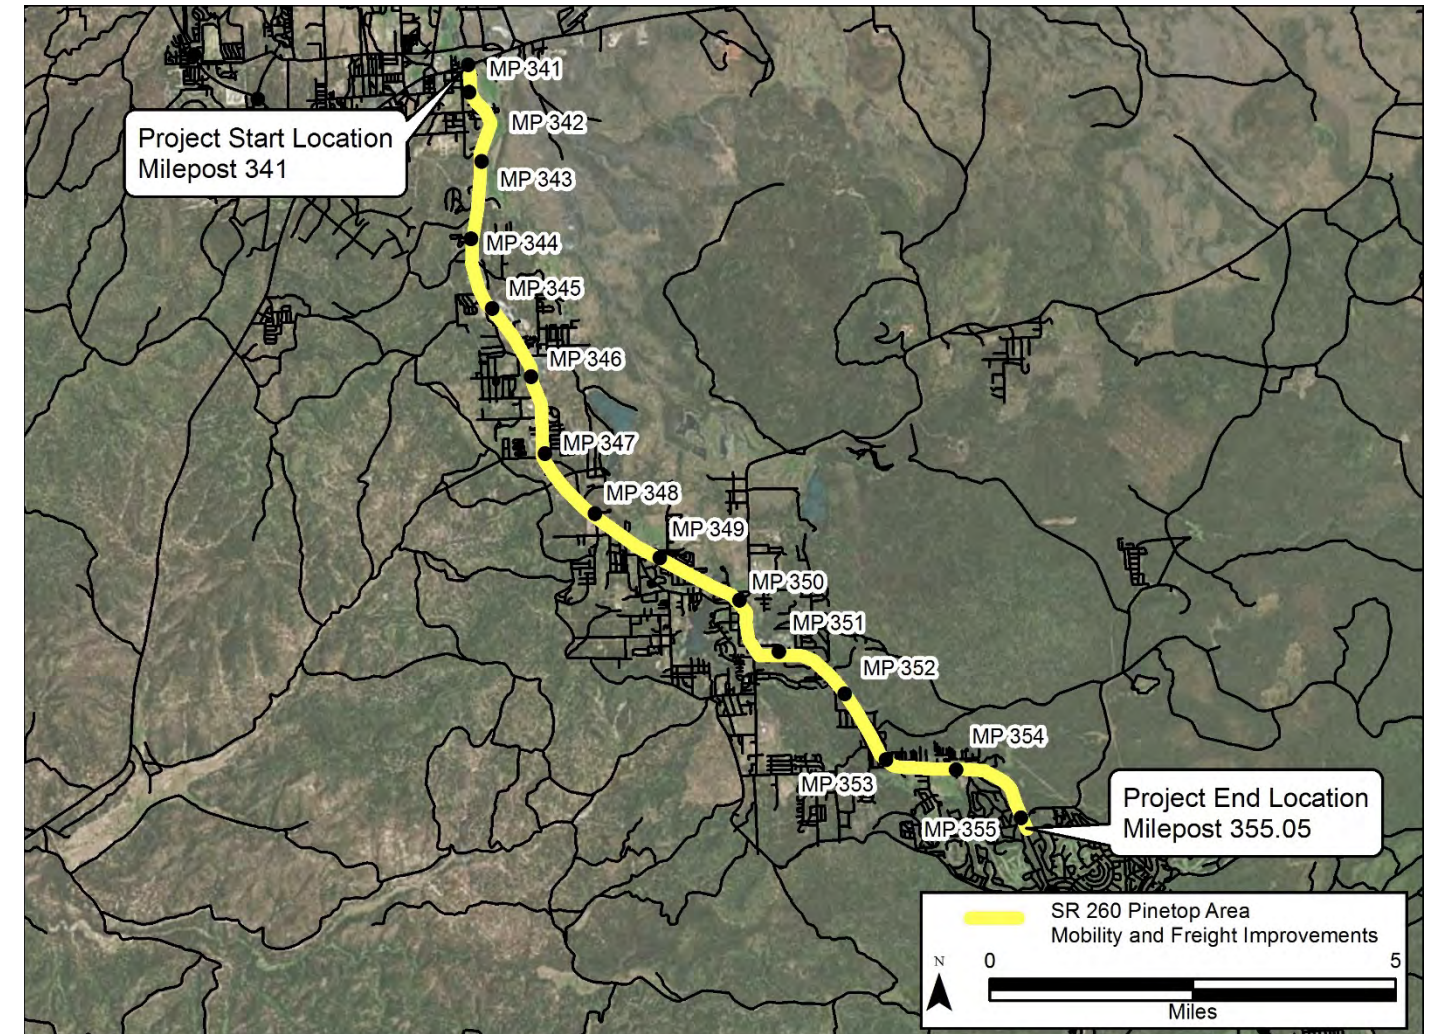 MP 341
Project Start Location
Milepost 341
MP 342
MP 343
MP 344
MP 345
MP 346
MP 347
MP 348
MP 349
MP 350
MP 351
MP 352
MP 354
MP 353
Project End Location
Milepost 355.05
MP 355
SR 260 Pinetop Area
Mobility and Freight Improvements
N
0 5
Miles